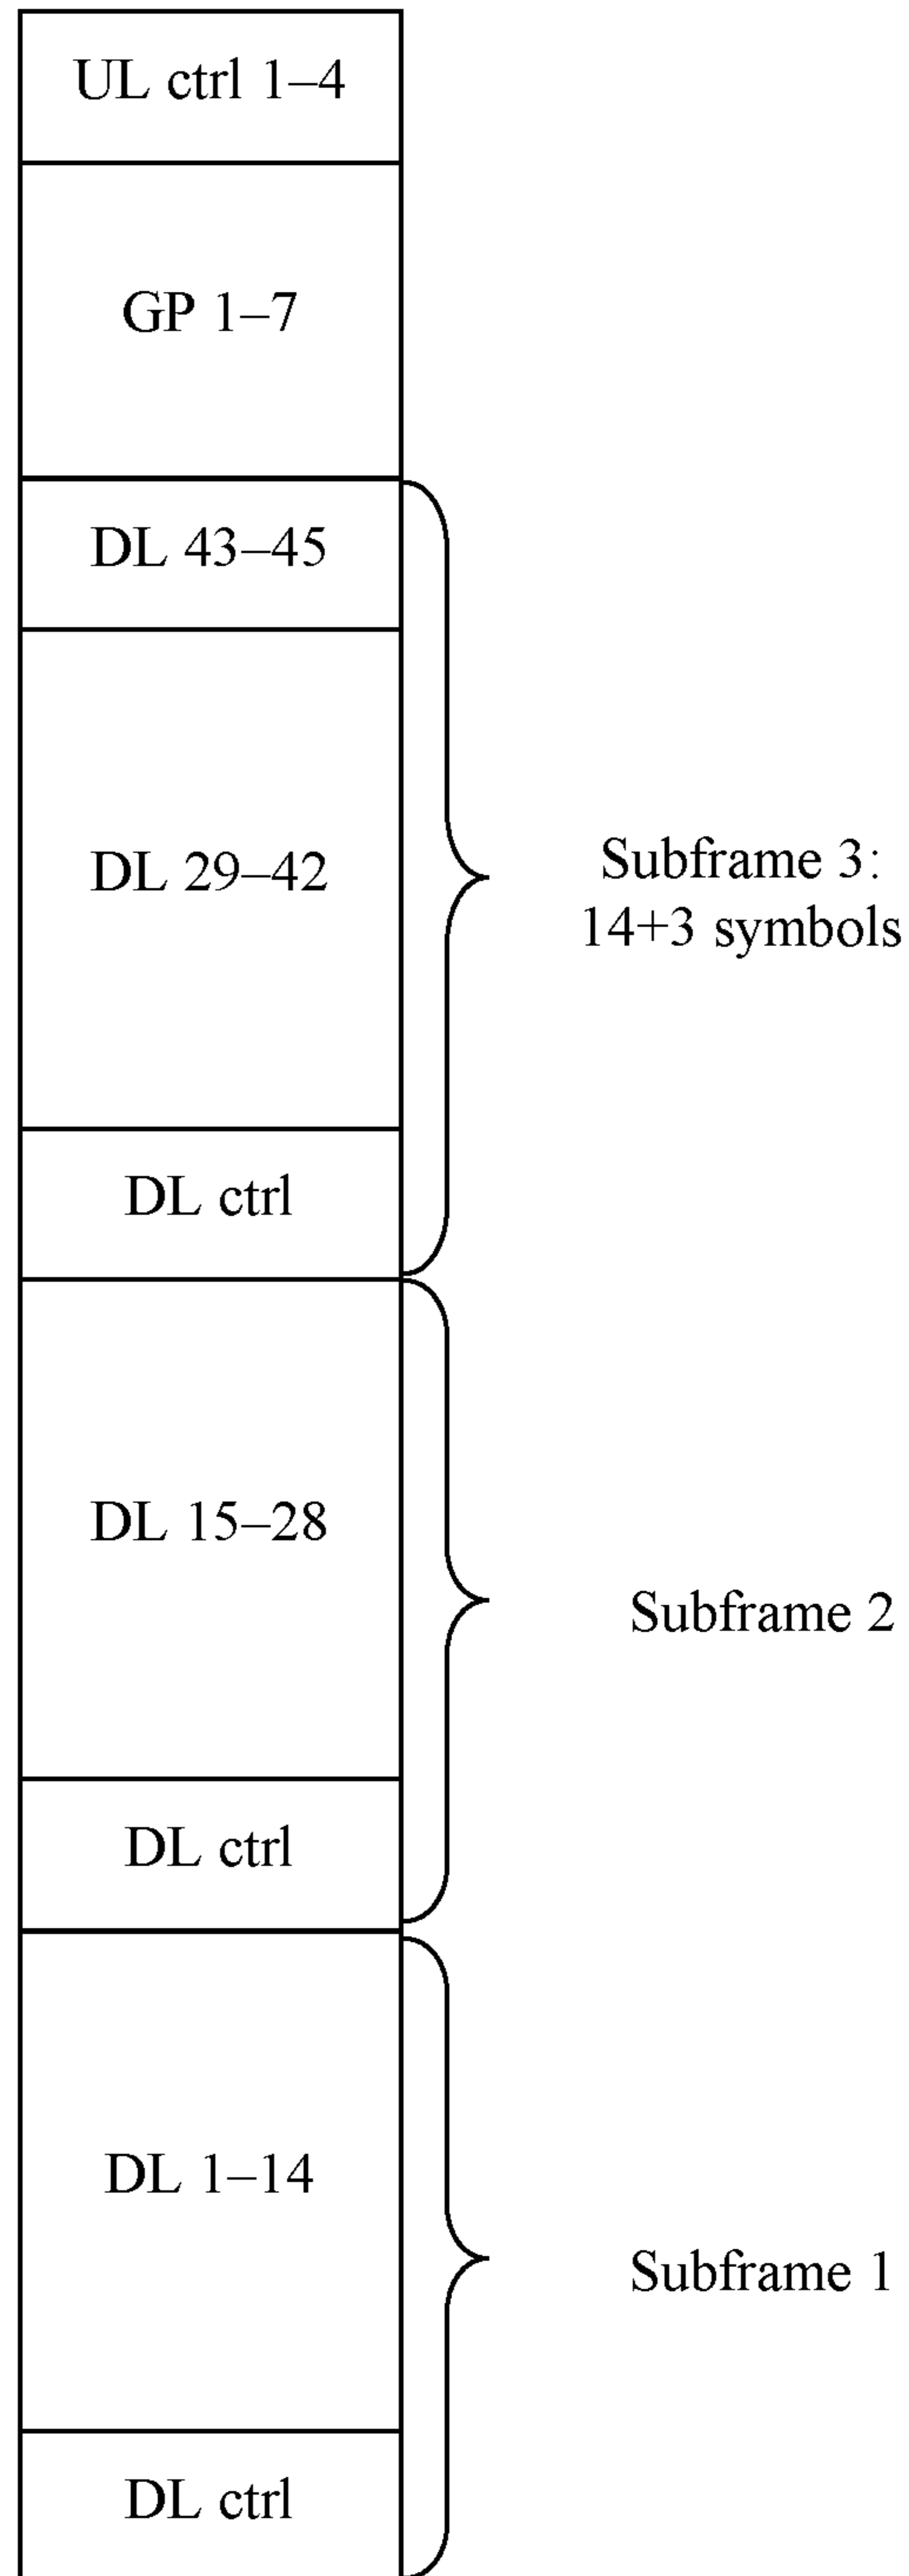 UL ctrl 1–4
GP 1–7
DL 43–45
DL 29–42
Subframe 3:
14+3 symbols
DL ctrl
DL 15–28
Subframe 2
DL ctrl
DL 1–14
Subframe 1
DL ctrl